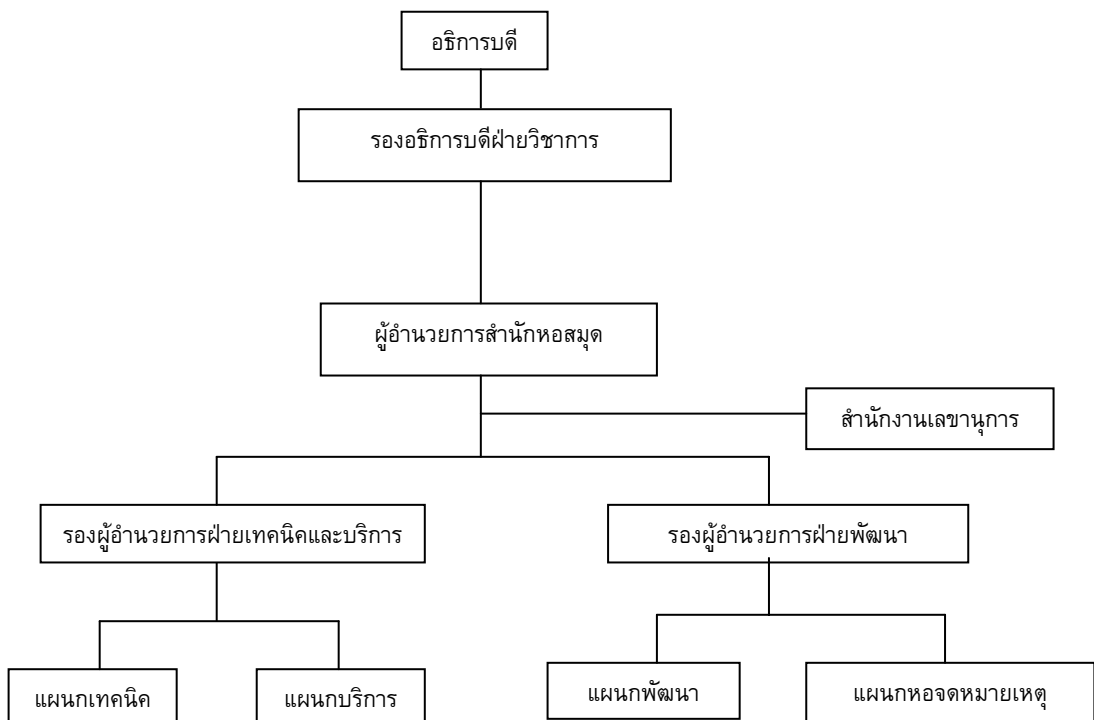 อธิการบดี
รองอธิการบดีฝ่ายวิชาการ
ผู้อำนวยการสำนักหอสมุด
สำนักงานเลขานุการ
รองผู้อำนวยการฝ่ายเทคนิคและบริการ
รองผู้อำนวยการฝ่ายพัฒนา
แผนกเทคนิค
แผนกบริการ
แผนกพัฒนา
แผนกหอจดหมายเหตุ